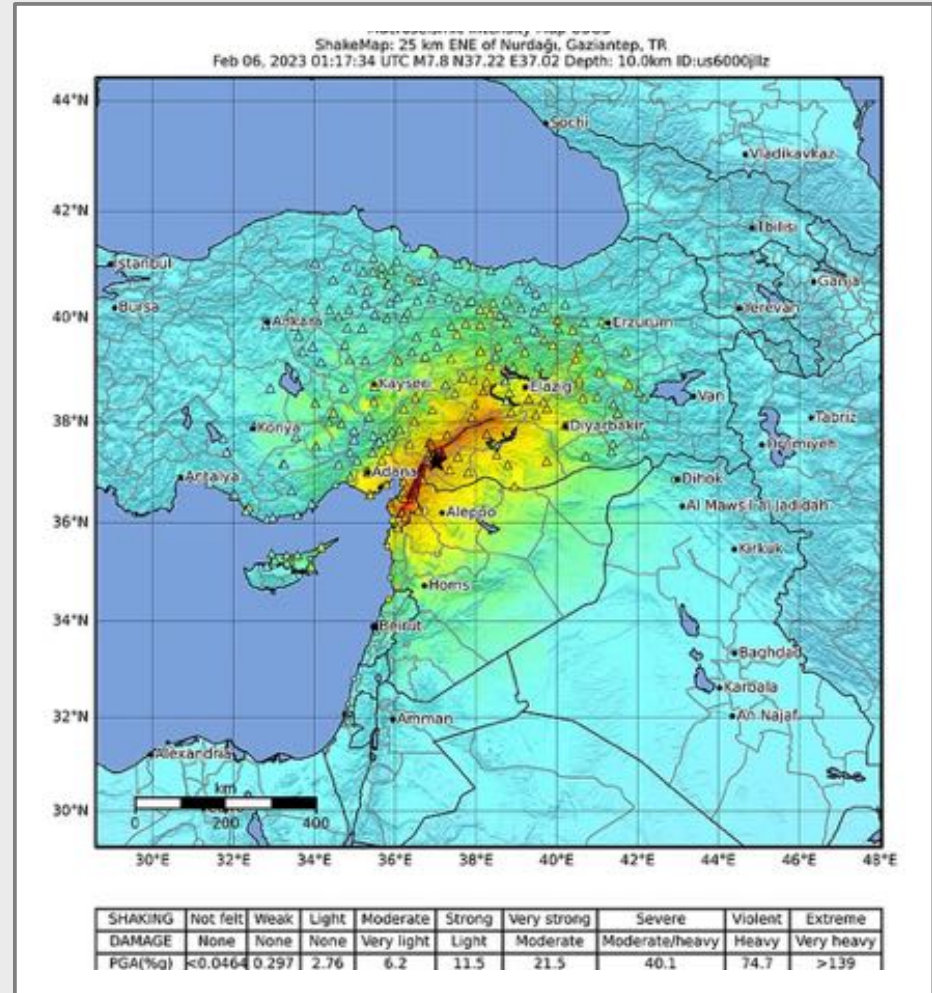 ShakeMap: 25 km ENE of Nurdağı, Gaziantep, TR
Feb 06, 2023 01:17:34 UTC M7.8 N37.22 E37.02 Depth: 10.0km ID:us6000jllz
44°N
Sochi
Vladikavkaz
42°N
Tbilisi
Istanbul
Ganja
Bursa
40°N
Ankara
Erzurum
Yerevan
Kayseri
Elazig
Van
38°N
Konya
Diyarbakir
Tabriz
Orumiyeh
Antalya
Adana
Dihok
36°N
Aleppo
Al Mawsil al Jadidah
Kirkuk
Homs
34°N
Beirut
Baghdad
Karbala
32°N
Amman
An Najaf
Alexandria
km
30°N
0 200 400
30°E 32°E 34°E 36°E 38°E 40°E 42°E 44°E 46°E 48°E
SHAKING Not felt Weak Light Moderate Strong Very strong Severe Violent Extreme
DAMAGE None None None Very light Light Moderate Moderate/heavy Heavy Very heavy
PGA(%g) <0.0464 0.297 2.76 6.2 11.5 21.5 40.1 74.7 >139